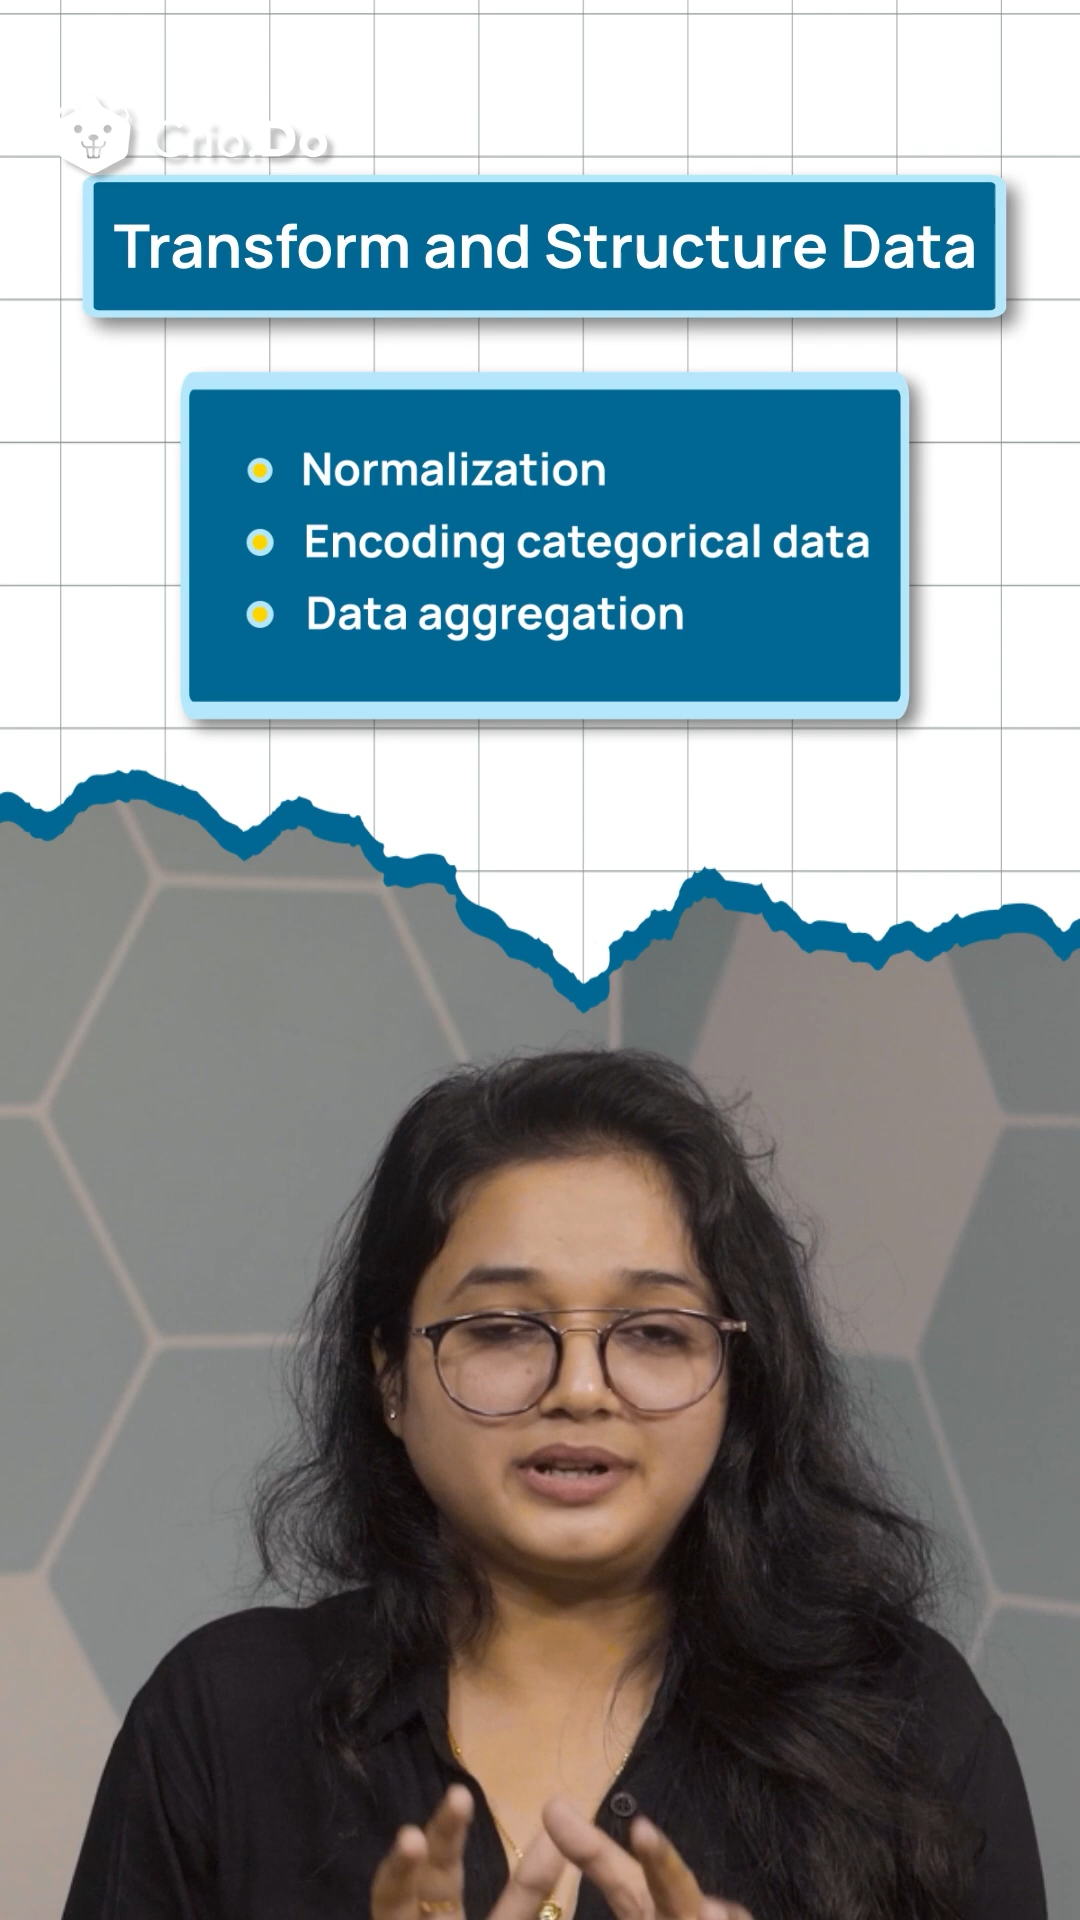 Crio.Do
Transform and Structure Data
Normalization
Encoding categorical data
Data aggregation